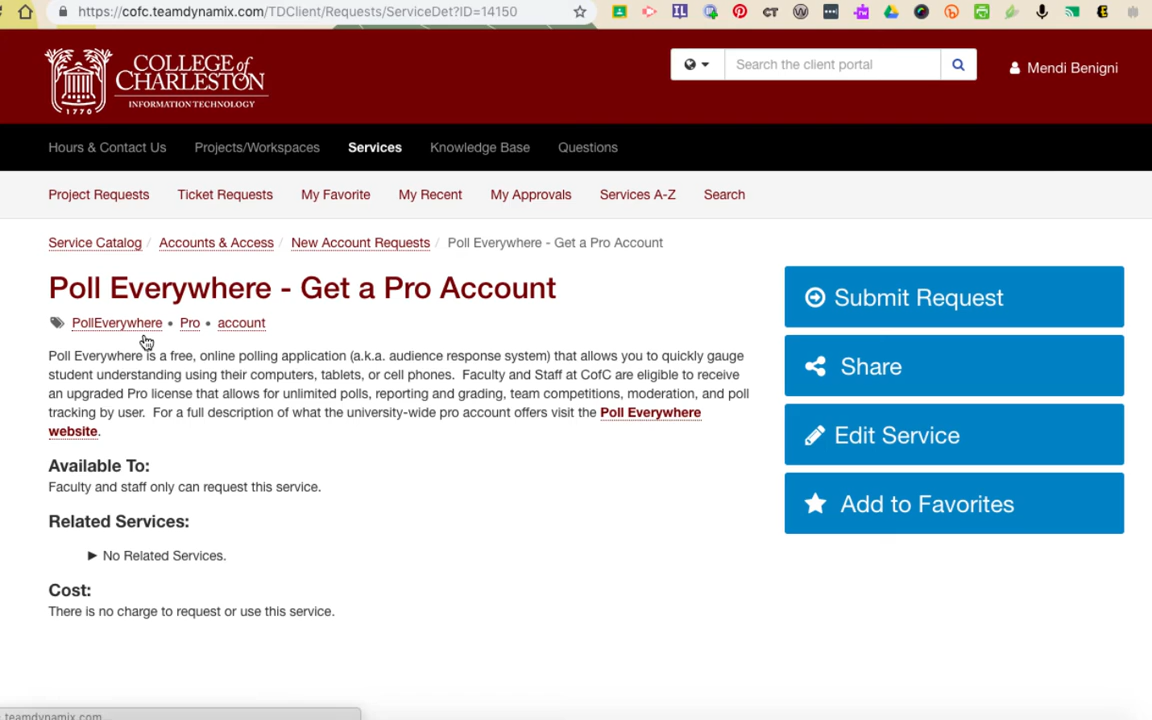 https://cofc.teamdynamix.com/TDClient/Requests/ServiceDet?ID=14150
COLLEGE of
CHARLESTON
INFORMATION TECHNOLOGY
1770
Search the client portal
Mendi Benigni
Hours & Contact Us Projects/Workspaces Services Knowledge Base Questions
Project Requests Ticket Requests My Favorite My Recent My Approvals Services A-Z Search
Service Catalog / Accounts & Access / New Account Requests / Poll Everywhere - Get a Pro Account
Poll Everywhere - Get a Pro Account
PollEverywhere • Pro • account
Poll Everywhere is a free, online polling application (a.k.a. audience response system) that allows you to quickly gauge
student understanding using their computers, tablets, or cell phones. Faculty and Staff at CofC are eligible to receive
an upgraded Pro license that allows for unlimited polls, reporting and grading, team competitions, moderation, and poll
tracking by user. For a full description of what the university-wide pro account offers visit the Poll Everywhere
website.
Available To:
Faculty and staff only can request this service.
Related Services:
► No Related Services.
Cost:
There is no charge to request or use this service.
Submit Request
Share
Edit Service
Add to Favorites
teamdynamix.com